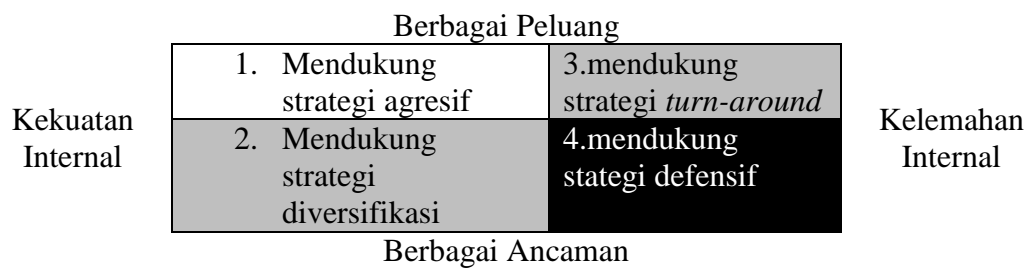 Berbagai Peluang
Kekuatan
Internal
1. Mendukung
strategi agresif
3.mendukung
strategi turn-around
2. Mendukung
strategi
diversifikasi
4.mendukung
stategi defensif
Kelemahan
Internal
Berbagai Ancaman